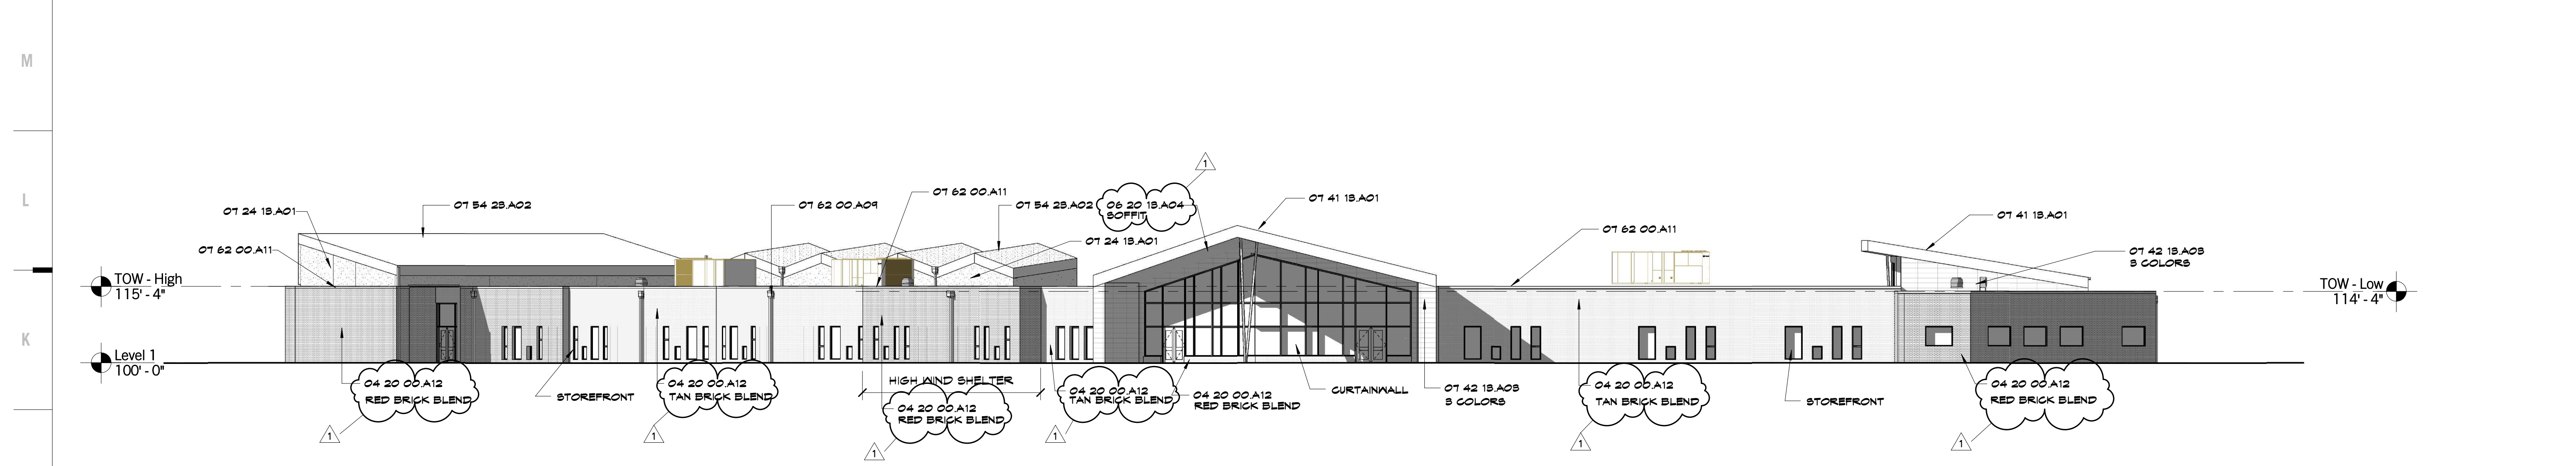 M
L
K
1
07 24 13.A01
07 54 23.A02
07 62 00.A09
07 62 00.A11
07 54 23.A02
06 20 13.A04
SOFFIT
07 41 13.A01
07 24 13.A01
07 62 00.A11
07 41 13.A01
07 42 13.A03
3 COLORS
07 62 00.A11
TOW - High
115' - 4"
TOW - Low
114' - 4"
Level 1
100' - 0"
04 20 00.A12
RED BRICK BLEND
1
STOREFRONT
04 20 00.A12
TAN BRICK BLEND
1
HIGH WIND SHELTER
04 20 00.A12
RED BRICK BLEND
1
04 20 00.A12
TAN BRICK BLEND
1
04 20 00.A12
RED BRICK BLEND
CURTAINWALL
07 42 13.A03
3 COLORS
04 20 00.A12
TAN BRICK BLEND
1
STOREFRONT
04 20 00.A12
RED BRICK BLEND
1